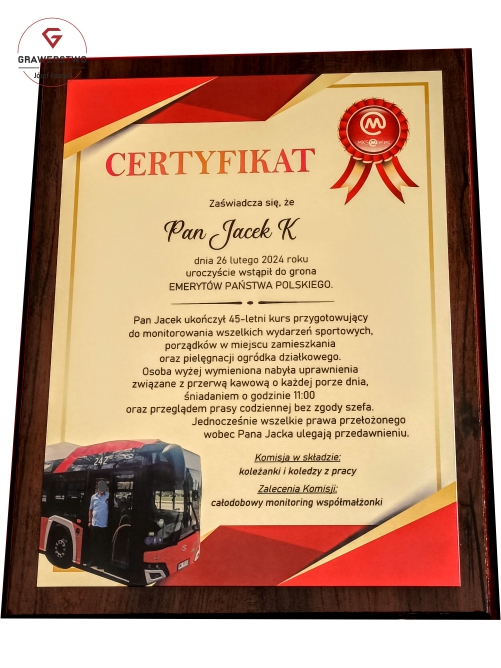 GRAWERSTWO
CERTYFIKAT
Zaświadcza się, że
Pan Jacek K
dnia 26 lutego 2024 roku
uroczyście wstąpił do grona
EMERYTÓW PAŃSTWA POLSKIEGO.
Pan Jacek ukończył 45-letni kurs przygotowujący
do monitorowania wszelkich wydarzeń sportowych,
porządków w miejscu zamieszkania
oraz pielęgnacji ogródka działkowego.
Osoba wyżej wymieniona nabyła uprawnienia
związane z przerwą kawową o każdej porze dnia,
śniadaniem o godzinie 11:00
oraz przeglądem prasy codziennej bez zgody szefa.
Jednocześnie wszelkie prawa przełożonego
wobec Pana Jacka ulegają przedawnieniu.
Komisja w składzie:
koleżanki i koledzy z pracy
Zalecenia Komisji:
całodobowy monitoring współmałżonki
242